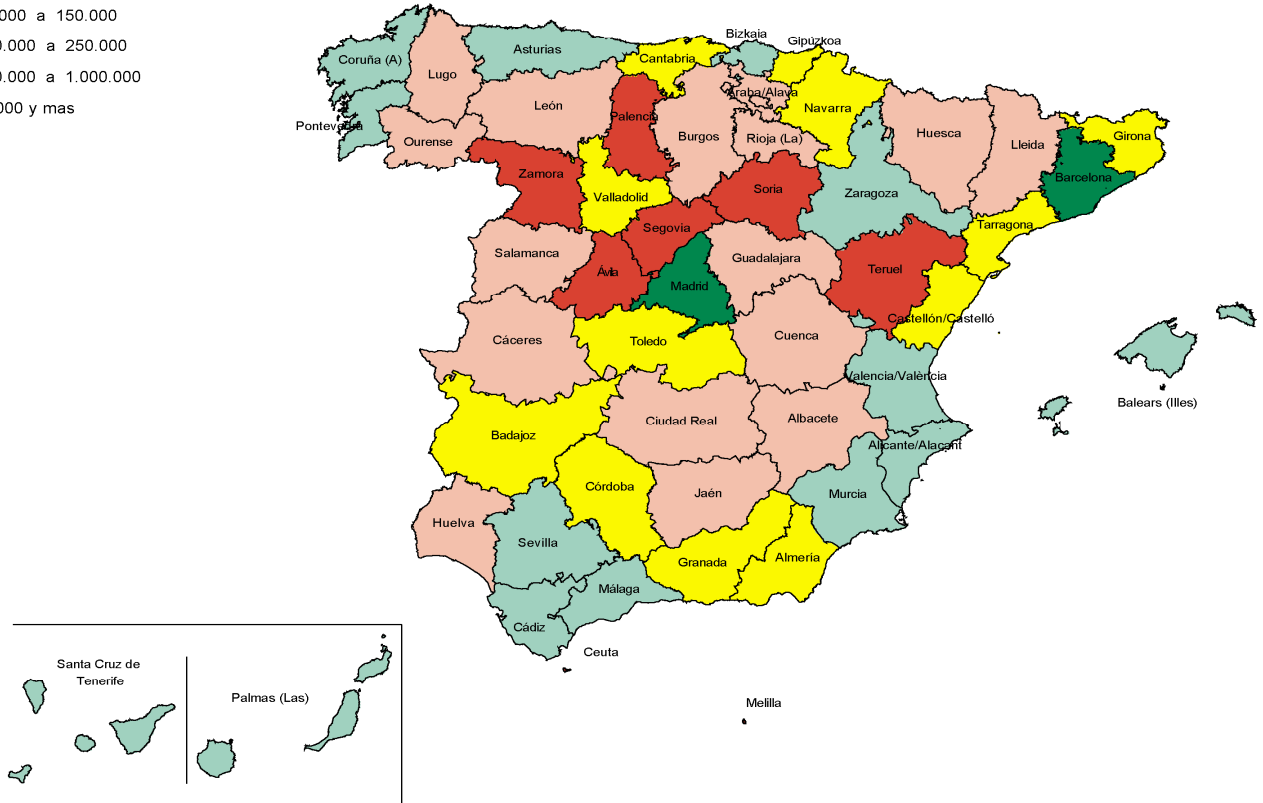 000 a 150.000
0.000 a 250.000
0.000 a 1.000.000
000 y mas
Coruña (A)
Lugo
Asturias
Cantabria
Bizkaia
Gipúzkoa
Pontevedra
Ourense
León
Palencia
Burgos
Araba/Alava
Navarra
Rioja (La)
Huesca
Lleida
Girona
Barcelona
Zamora
Valladolid
Soria
Zaragoza
Tarragona
Segovia
Salamanca
Ávila
Madrid
Guadalajara
Teruel
Castellón/Castelló
Cáceres
Toledo
Cuenca
Valencia/València
Balears (Illes)
Badajoz
Ciudad Real
Albacete
Alicante/Alacant
Córdoba
Jaén
Murcia
Huelva
Sevilla
Granada
Almería
Málaga
Cádiz
Ceuta
Melilla
Santa Cruz de
Tenerife
Palmas (Las)